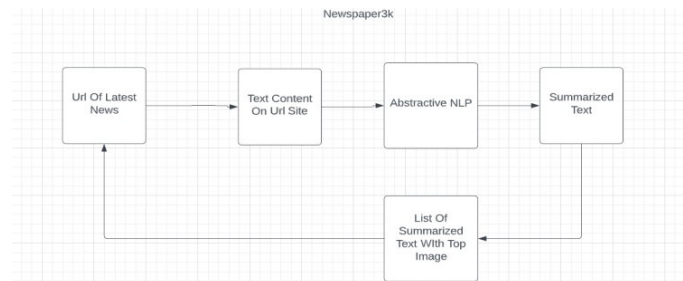 Newspaper3k
Url Of Latest
News
Text Content
On Url Site
Abstractive NLP
Summarized
Text
List Of
Summarized
Text WIth Top
Image